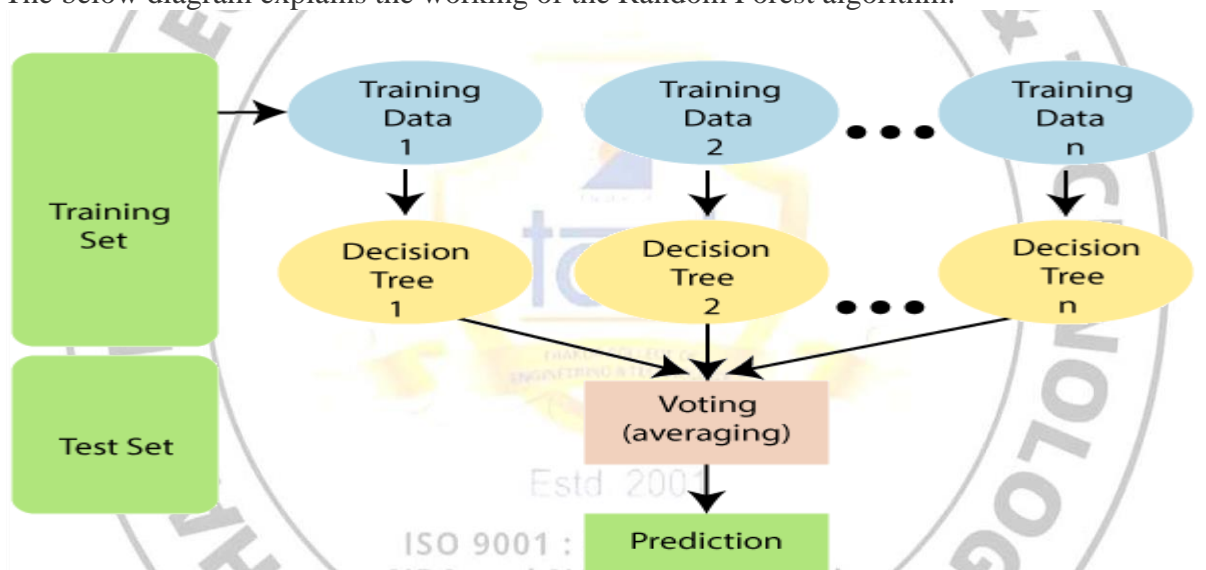 The below diagram explains the working of the Random Forest algorithm.
Training
Data
1
Training
Data
2
Training
Data
n
Training
Set
Decision
Tree
1
Decision
Tree
2
Decision
Tree
n
Voting
(averaging)
Test Set
Estd. 2001
ISO 9001 :
Prediction